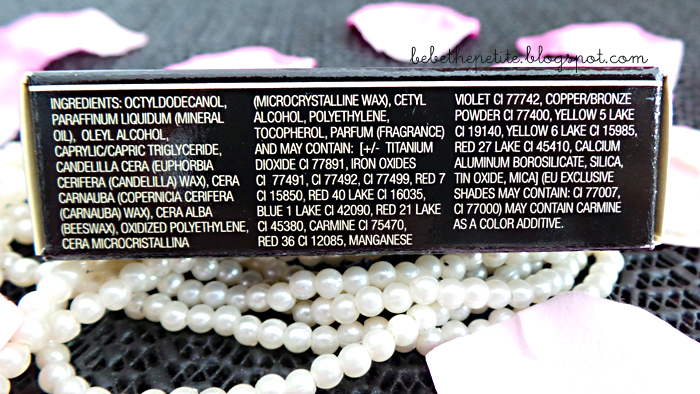 bebethepetite.blogspot.com
INGREDIENTS: OCTYLDODECANOL,
PARAFFINUM LIQUIDUM (MINERAL
OIL), OLEYL ALCOHOL,
CAPRYLIC/CAPRIC TRIGLYCERIDE,
CANDELILLA CERA (EUPHORBIA
CERIFERA (CANDELILLA) WAX), CERA
CARNAUBA (COPERNICIA CERIFERA
(CARNAUBA) WAX), CERA ALBA
(BEESWAX), OXIDIZED POLYETHYLENE,
CERA MICROCRISTALLINA
(MICROCRYSTALLINE WAX), CETYL
ALCOHOL, POLYETHYLENE,
TOCOPHEROL, PARFUM (FRAGRANCE)
AND MAY CONTAIN: [+/- TITANIUM
DIOXIDE CI 77891, IRON OXIDES
CI 77491, CI 77492, CI 77499, RED 7
CI 15850, RED 40 LAKE CI 16035,
BLUE 1 LAKE CI 42090, RED 21 LAKE
CI 45380, CARMINE CI 75470,
RED 36 CI 12085, MANGANESE
VIOLET CI 77742, COPPER/BRONZE
POWDER CI 77400, YELLOW 5 LAKE
CI 19140, YELLOW 6 LAKE CI 15985,
RED 27 LAKE CI 45410, CALCIUM
ALUMINUM BOROSILICATE, SILICA,
TIN OXIDE, MICA] (EU EXCLUSIVE
SHADES MAY CONTAIN: CI 77007,
CI 77000) MAY CONTAIN CARMINE
AS A COLOR ADDITIVE.